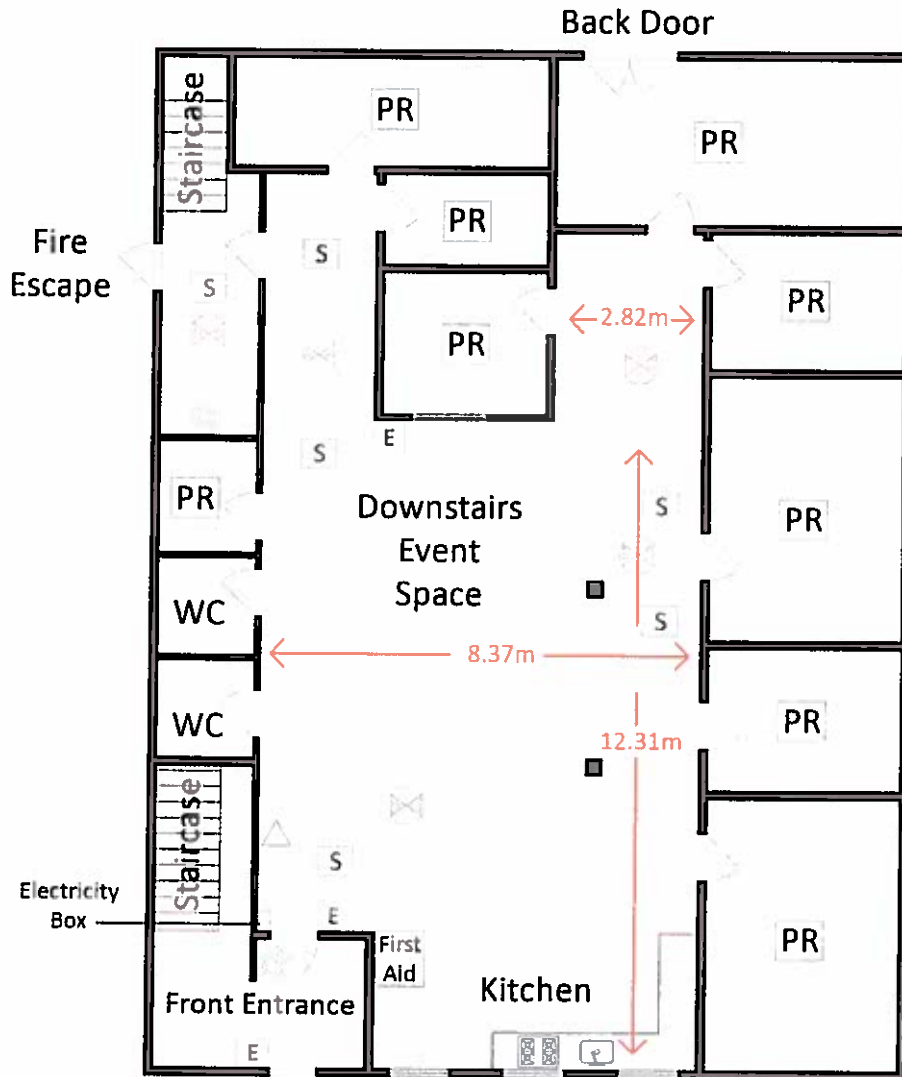 Back Door
Staircase
PR
PR
PR
Fire
Escape
S
S
PR
2.82m
PR
E
S
PR
Downstairs
Event
Space
S
PR
WC
S
8.37m
WC
12.31m
PR
Staircase
S
Electricity
Box
E
First
Aid
PR
Front Entrance
Kitchen
E